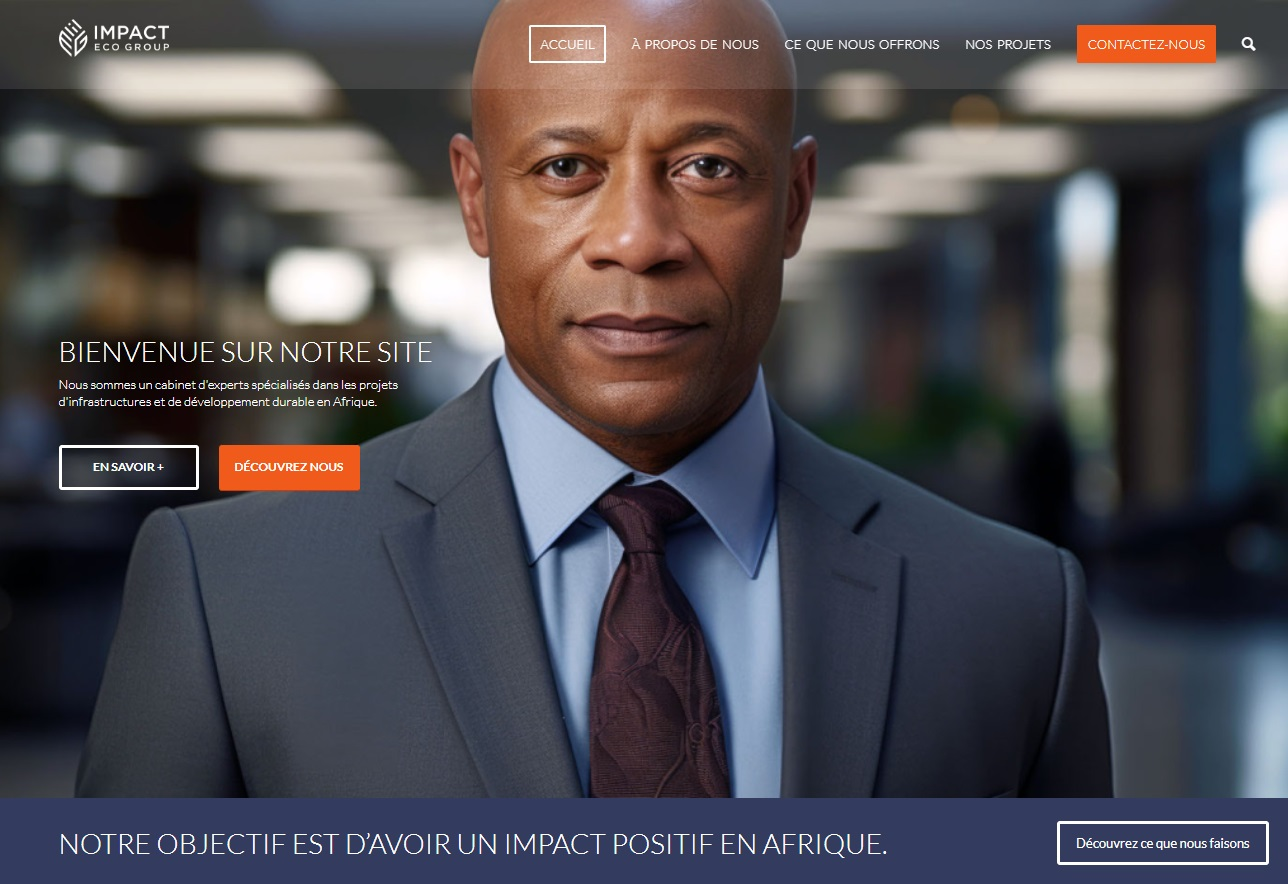 IMPACT
ECO GROUP
ACCUEIL
À PROPOS DE NOUS
CE QUE NOUS OFFRONS
NOS PROJETS
CONTACTEZ-NOUS
BIENVENUE SUR NOTRE SITE
Nous sommes un cabinet d'experts spécialisés dans les projets
d'infrastructures et de développement durable en Afrique.
EN SAVOIR +
DÉCOUVREZ NOUS
NOTRE OBJECTIF EST D’AVOIR UN IMPACT POSITIF EN AFRIQUE.
Découvrez ce que nous faisons